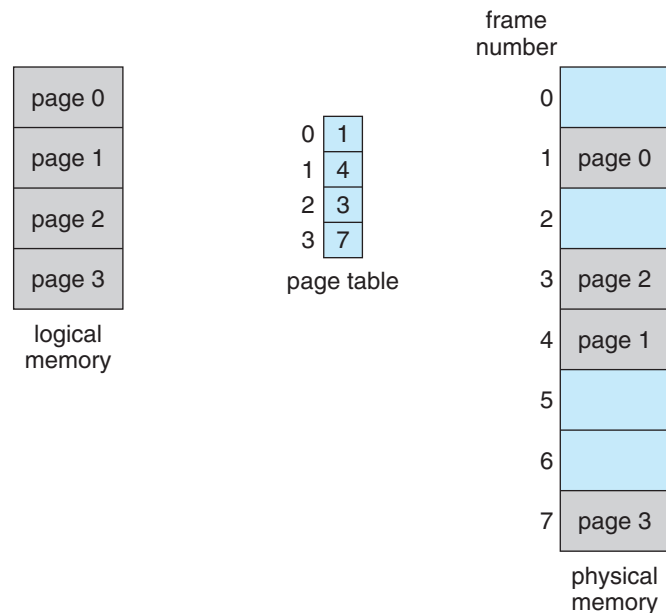 page 0
page 1
page 2
page 3
logical
memory
0 1
1 4
2 3
3 7
page table
frame
number
0
1 page 0
2
3 page 2
4 page 1
5
6
7 page 3
physical
memory